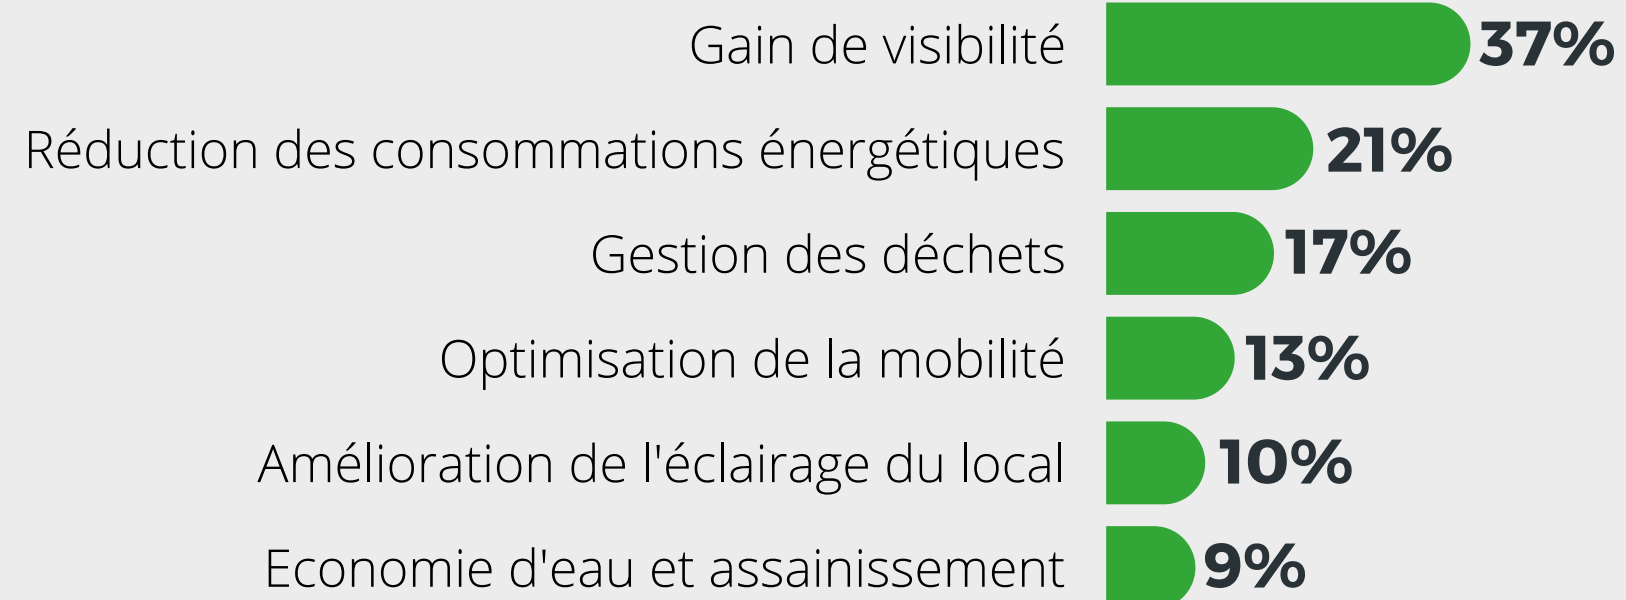 Gain de visibilité 37%
Réduction des consommations énergétiques 21%
Gestion des déchets 17%
Optimisation de la mobilité 13%
Amélioration de l'éclairage du local 10%
Economie d'eau et assainissement 9%